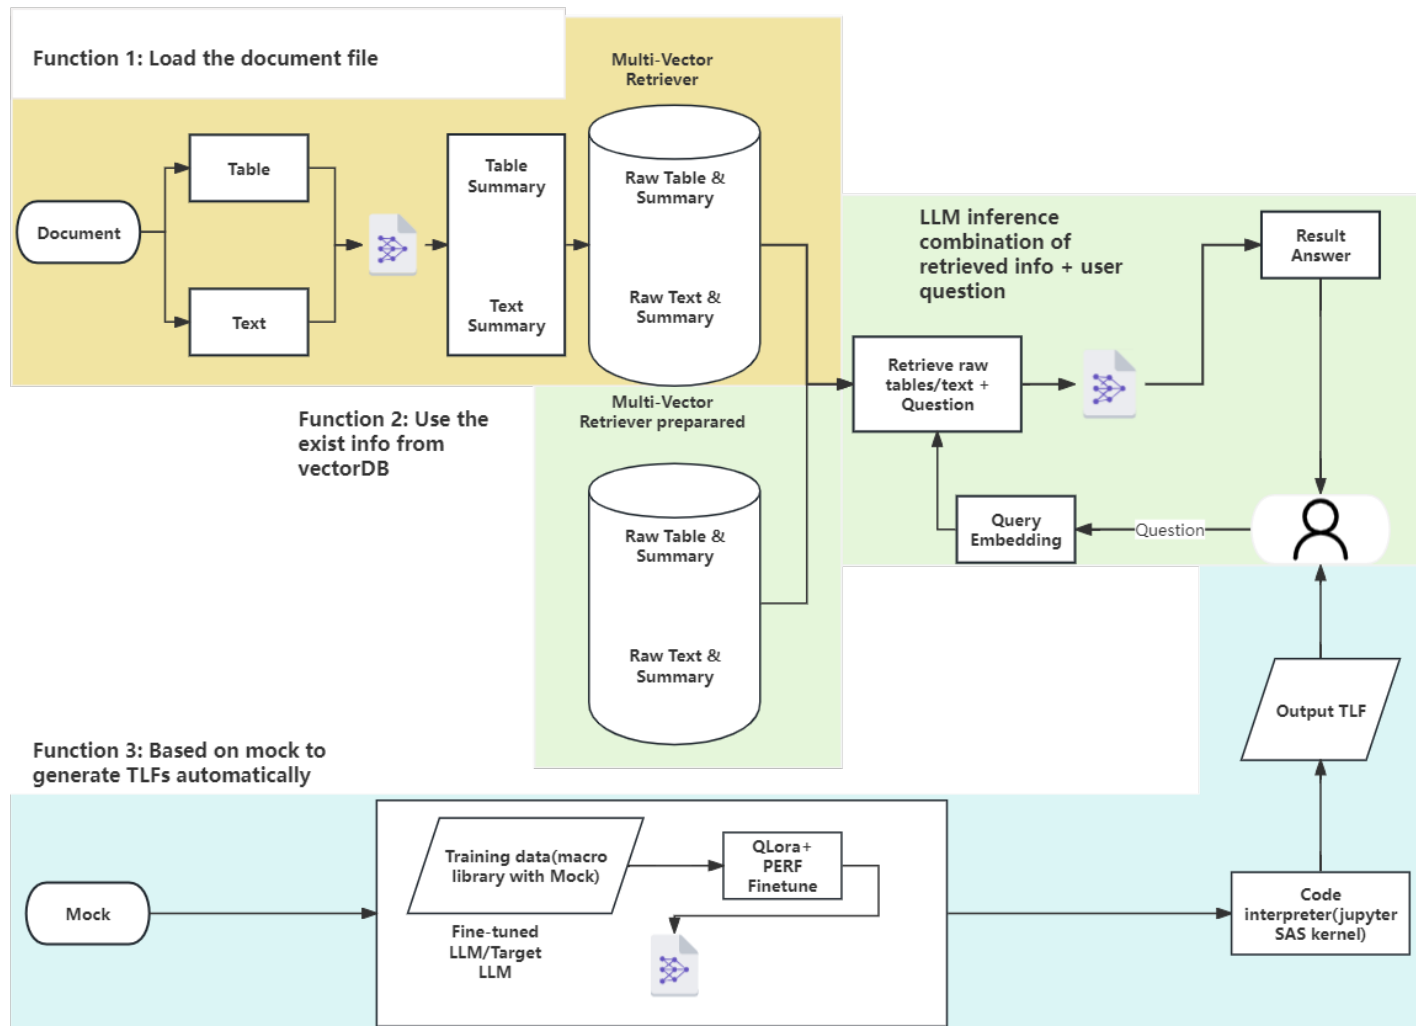 Function 1: Load the document file
Multi-Vector
Retriever
Document
Table
Text
Table
Summary
Text
Summary
Raw Table &
Summary
Raw Text &
Summary
LLM inference
combination of
retrieved info + user
question
Result
Answer
Retrieve raw
tables/text +
Question
Query
Embedding
Question
Function 2: Use the
exist info from
vectorDB
Multi-Vector
Retriever preparared
Raw Table &
Summary
Raw Text &
Summary
Function 3: Based on mock to
generate TLFs automatically
Mock
Training data(macro
library with Mock)
QLora+
PERF
Finetune
Fine-tuned
LLM/Target
LLM
Code
interpreter(jupyter
SAS kernel)
Output TLF